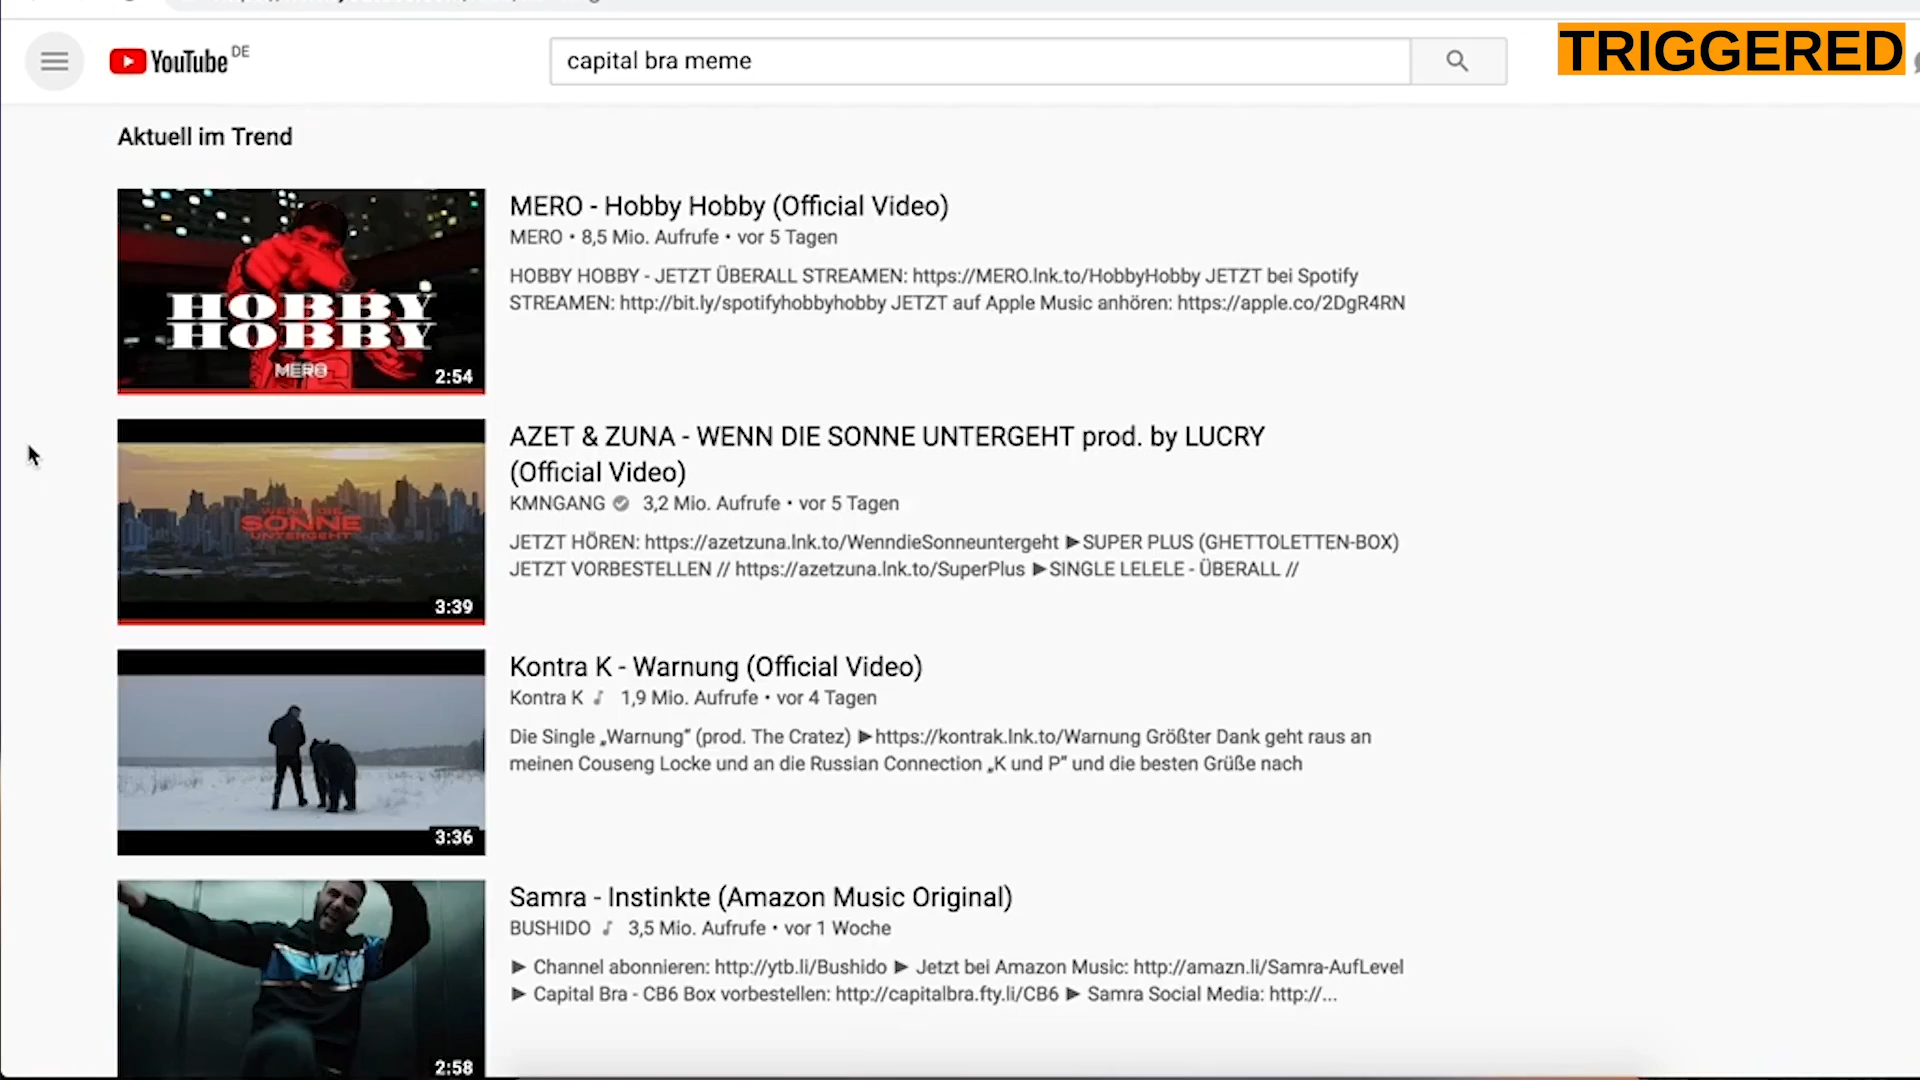 YouTube DE
capital bra meme
TRIGGERED
Aktuell im Trend
HOBBY
HOBBY
MERO
2:54
MERO - Hobby Hobby (Official Video)
MERO • 8,5 Mio. Aufrufe • vor 5 Tagen
HOBBY HOBBY - JETZT ÜBERALL STREAMEN: https://MERO.lnk.to/HobbyHobby JETZT bei Spotify
STREAMEN: http://bit.ly/spotifyhobbyhobby JETZT auf Apple Music anhören: https://apple.co/2DgR4RN
WENN DIE
SONNE
UNTERGEHT
3:39
AZET & ZUNA - WENN DIE SONNE UNTERGEHT prod. by LUCRY
(Official Video)
KMNGANG 3,2 Mio. Aufrufe • vor 5 Tagen
JETZT HÖREN: https://azetzuna.lnk.to/WenndieSonneuntergeht ►SUPER PLUS (GHETTOLETTEN-BOX)
JETZT VORBESTELLEN // https://azetzuna.lnk.to/SuperPlus ►SINGLE LELELE - ÜBERALL //
3:36
Kontra K - Warnung (Official Video)
Kontra K ♪ 1,9 Mio. Aufrufe • vor 4 Tagen
Die Single „Warnung“ (prod. The Cratez) ►https://kontrak.lnk.to/Warnung Größter Dank geht raus an
meinen Couseng Locke und an die Russian Connection „K und P“ und die besten Grüße nach
2:58
Samra - Instinkte (Amazon Music Original)
BUSHIDO ♪ 3,5 Mio. Aufrufe • vor 1 Woche
► Channel abonnieren: http://ytb.li/Bushido ► Jetzt bei Amazon Music: http://amazn.li/Samra-AufLevel
► Capital Bra - CB6 Box vorbestellen: http://capitalbra.fty.li/CB6 ► Samra Social Media: http://...